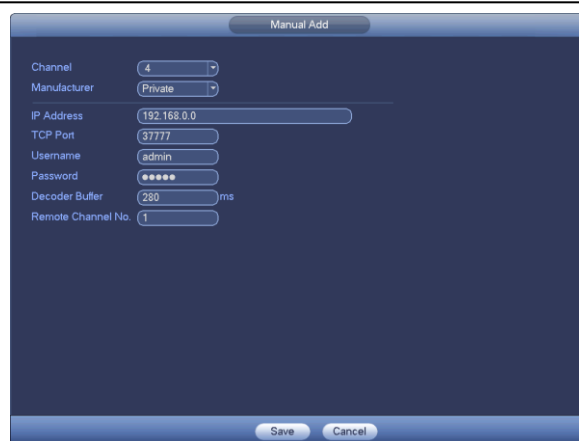 Manual Add
Channel 4
Manufacturer Private
IP Address 192.168.0.0
TCP Port 37777
Username admin
Password ●●●●●
Decoder Buffer 280 ms
Remote Channel No. 1
Save Cancel